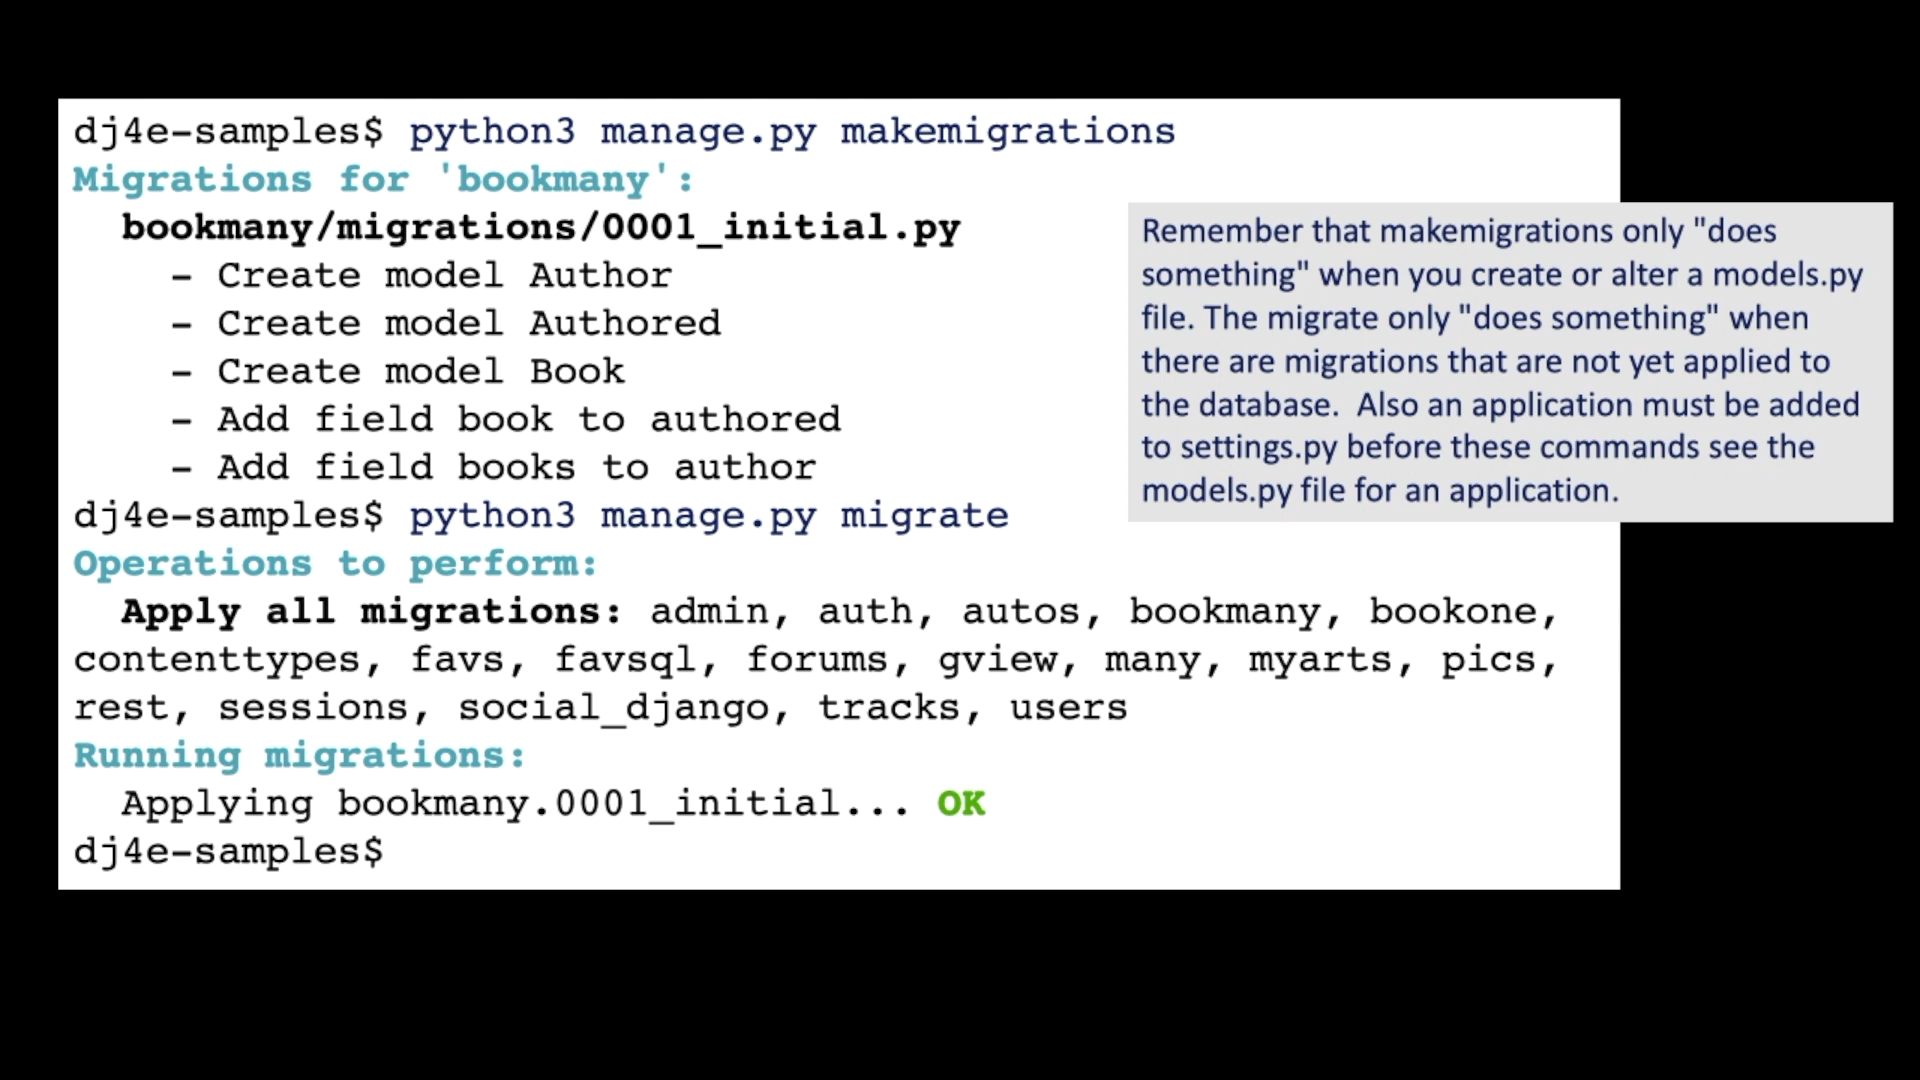 dj4e-samples$ python3 manage.py makemigrations
Migrations for 'bookmany':
bookmany/migrations/0001_initial.py
- Create model Author
- Create model Authored
- Create model Book
- Add field book to authored
- Add field books to author
dj4e-samples$ python3 manage.py migrate
Operations to perform:
Apply all migrations: admin, auth, autos, bookmany, bookone,
contenttypes, favs, favsql, forums, gview, many, myarts, pics,
rest, sessions, social_django, tracks, users
Running migrations:
Applying bookmany.0001_initial... OK
dj4e-samples$
Remember that makemigrations only "does
something" when you create or alter a models.py
file. The migrate only "does something" when
there are migrations that are not yet applied to
the database.  Also an application must be added
to settings.py before these commands see the
models.py file for an application.